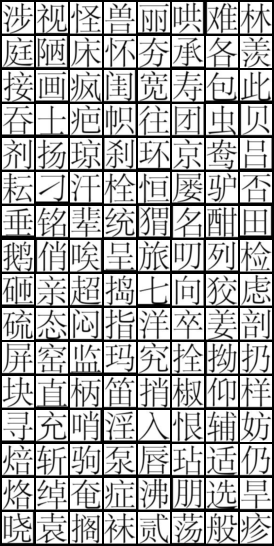 涉视怪兽丽哄难林
庭陋床怀夯承各羡
接画疯闺宽寿包此
吞土疤帜往团虫贝
剂扬琼刹环京鸯吕
耘刁汗栓恒屡驴否
垂铭辈统猬名酣田
鹅俏唉呈旅叨列检
砸亲超捣七向狡虑
硫态闷指洋卒姜剖
屏窑监玛究拴拗扔
块直柄笛捎椒仰样
寻充哨淫入恨辅妨
焙斩驹泵唇玷适仍
烙绰奄症沸朋选旱
晓袁搁袜贰荡般疹